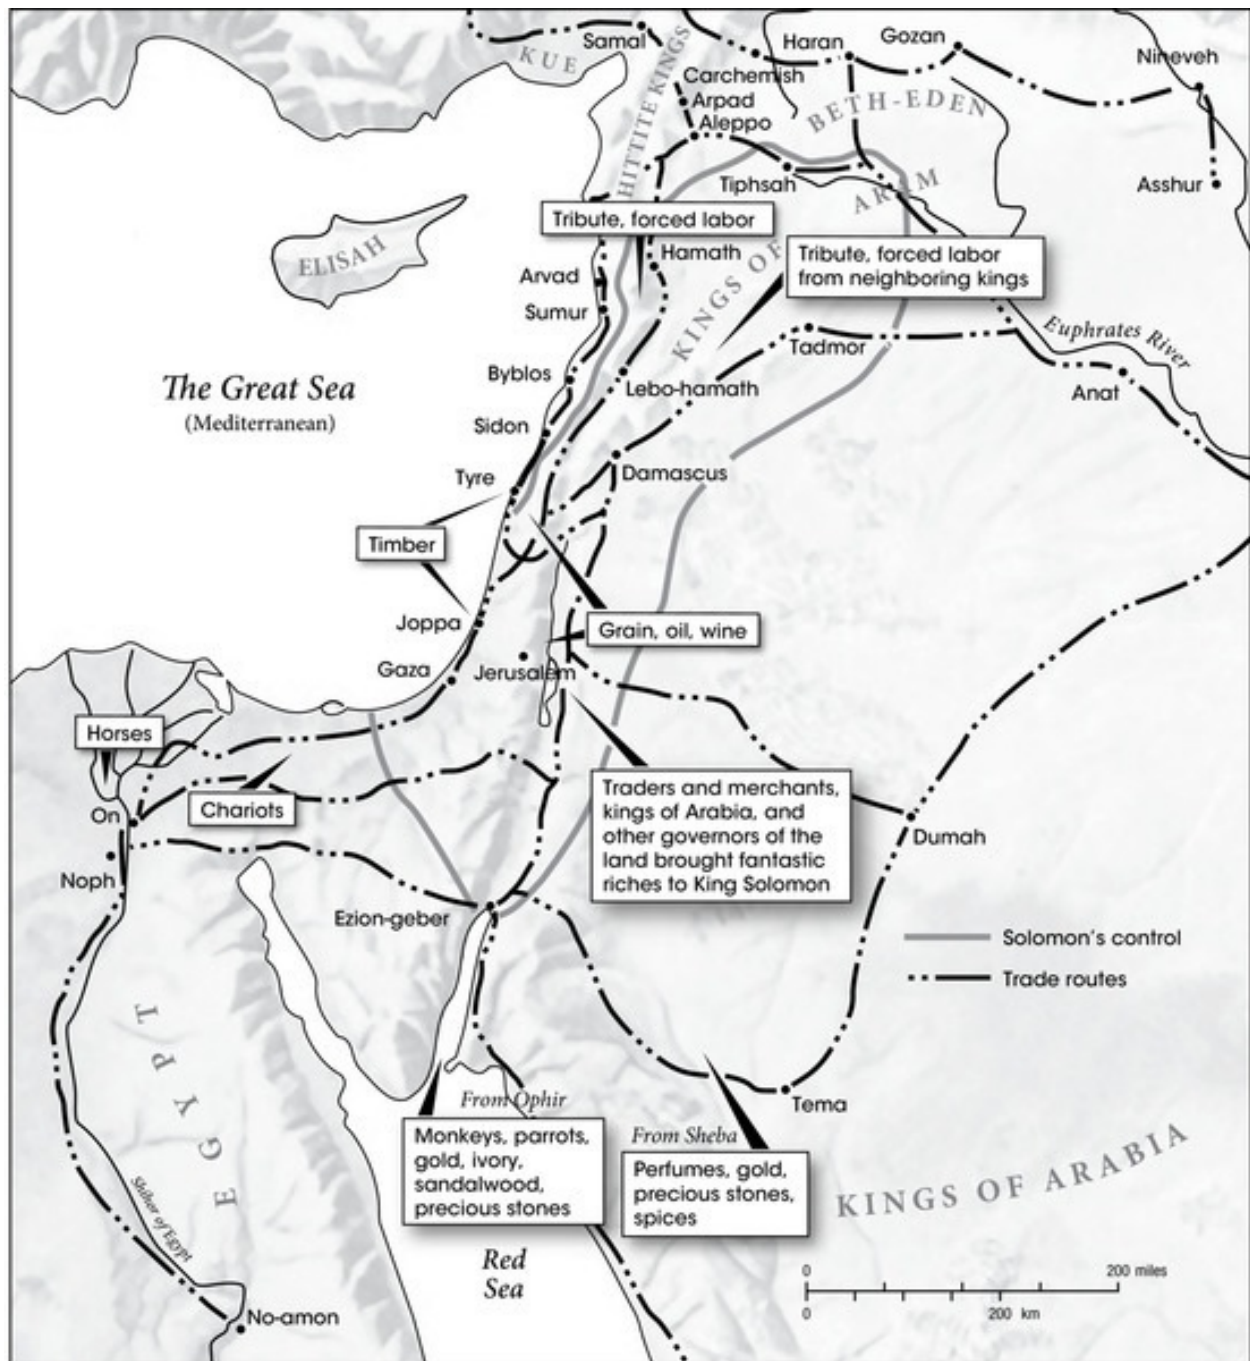 Samal
Haran
Gozan
Nineveh
KUE
HITTITE KINGS
Carchemish
Arpad
Aleppo
BETH-EDEN
Tiphsah
ARAM
Asshur
ELISAH
Tribute, forced labor
Hamath
KINGS OF
Tribute, forced labor
from neighboring kings
Arvad
Sumur
Euphrates River
Tadmor
Byblos
Lebo-hamath
Anat
The Great Sea
(Mediterranean)
Sidon
Tyre
Damascus
Timber
Joppa
Grain, oil, wine
Gaza
Jerusalem
Horses
Chariots
On
Traders and merchants,
kings of Arabia, and
other governors of the
land brought fantastic
riches to King Solomon
Dumah
Noph
Ezion-geber
Solomon's control
Trade routes
EGYPT
From Ophir
Monkeys, parrots,
gold, ivory,
sandalwood,
precious stones
From Sheba
Perfumes, gold,
precious stones,
spices
Tema
KINGS OF ARABIA
Shihor of Egypt
Red
Sea
No-amon
0 200 miles
0 200 km